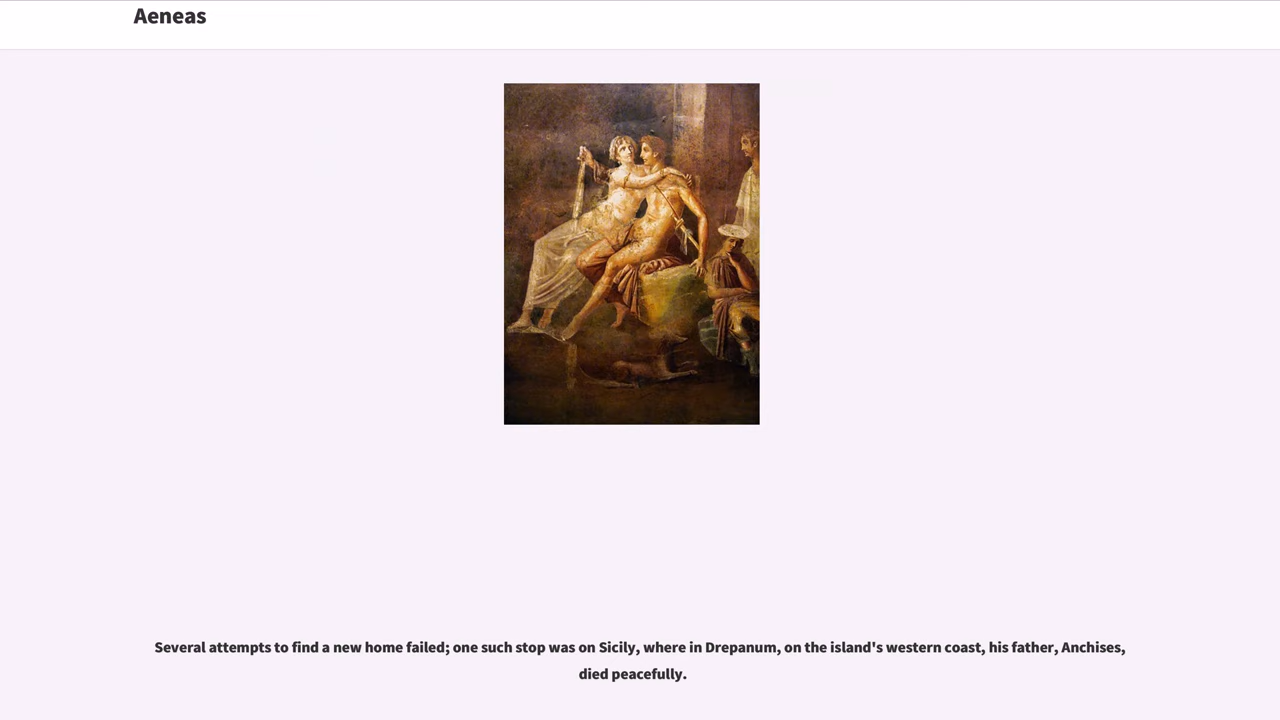 Aeneas
Several attempts to find a new home failed; one such stop was on Sicily, where in Drepanum, on the island's western coast, his father, Anchises,
died peacefully.